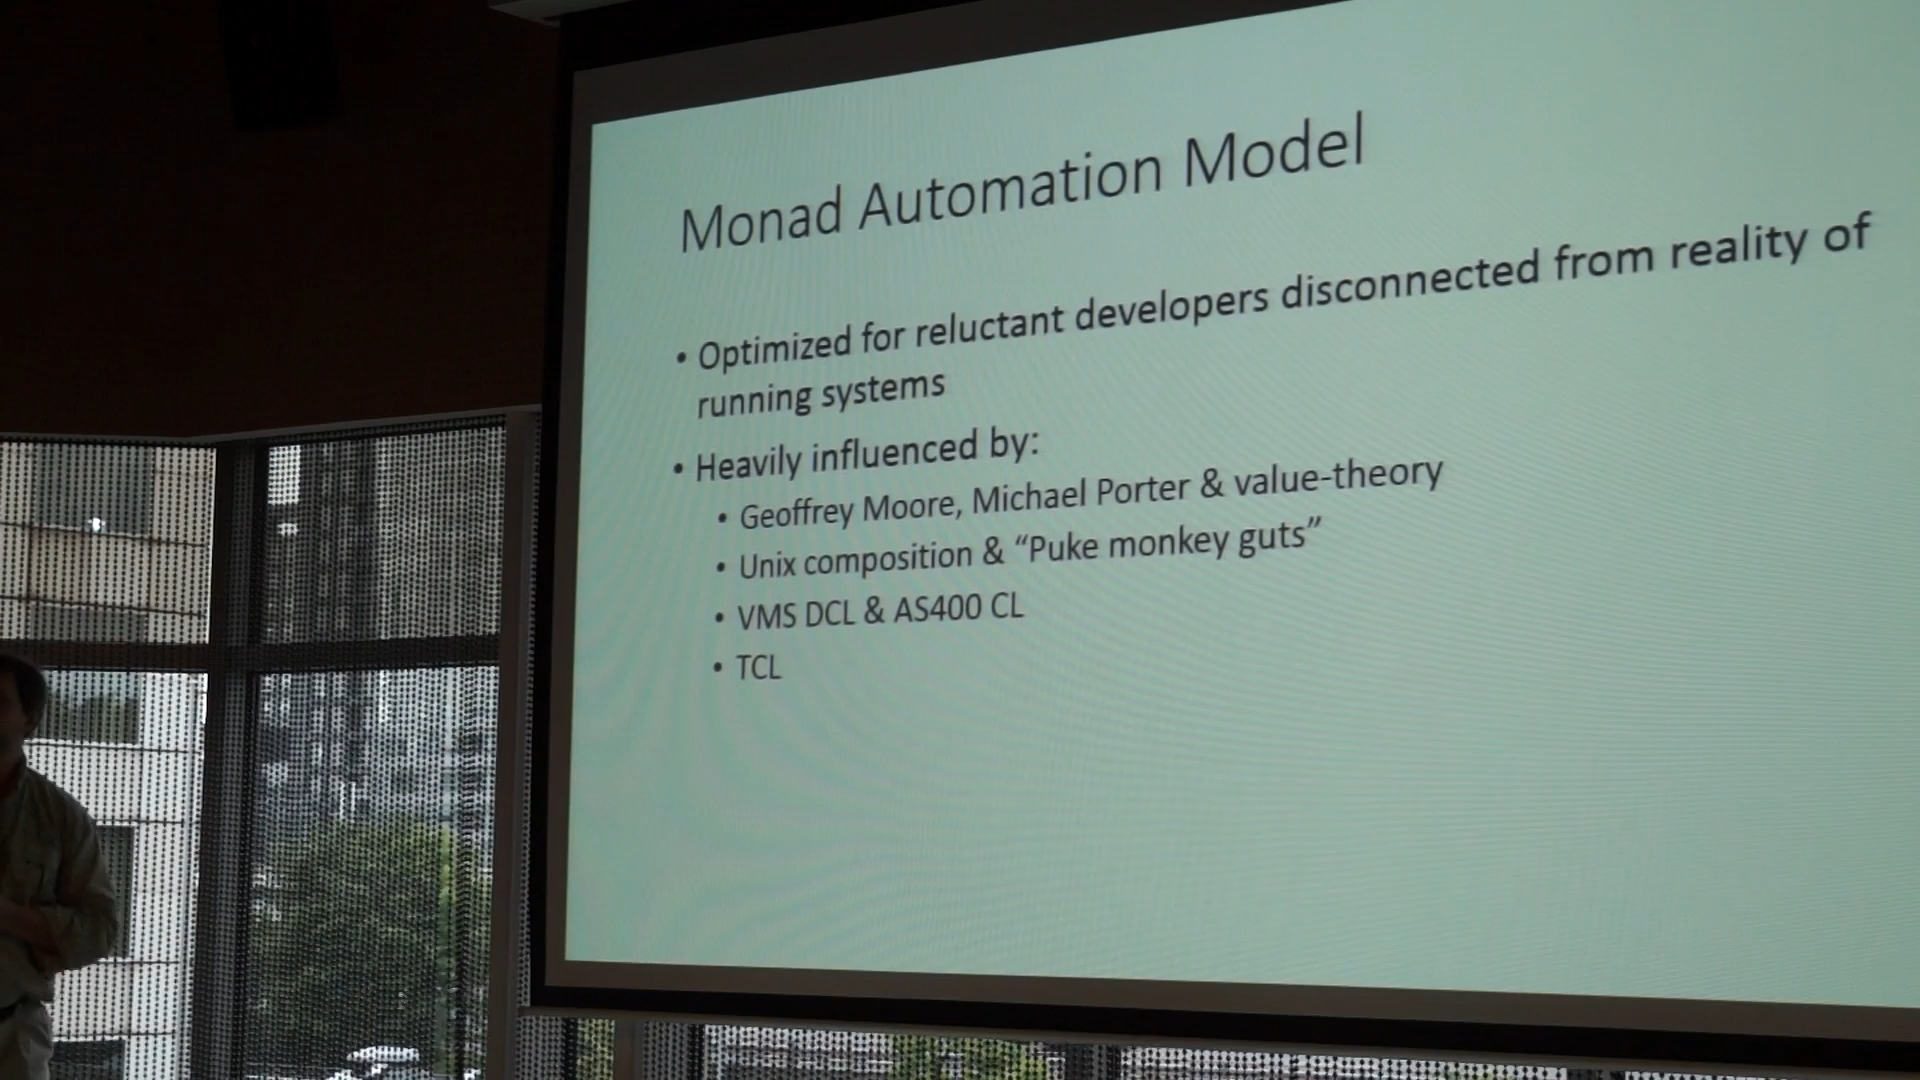 Monad Automation Model
• Optimized for reluctant developers disconnected from reality of
running systems
• Heavily influenced by:
• Geoffrey Moore, Michael Porter & value-theory
• Unix composition & “Puke monkey guts”
• VMS DCL & AS400 CL
• TCL